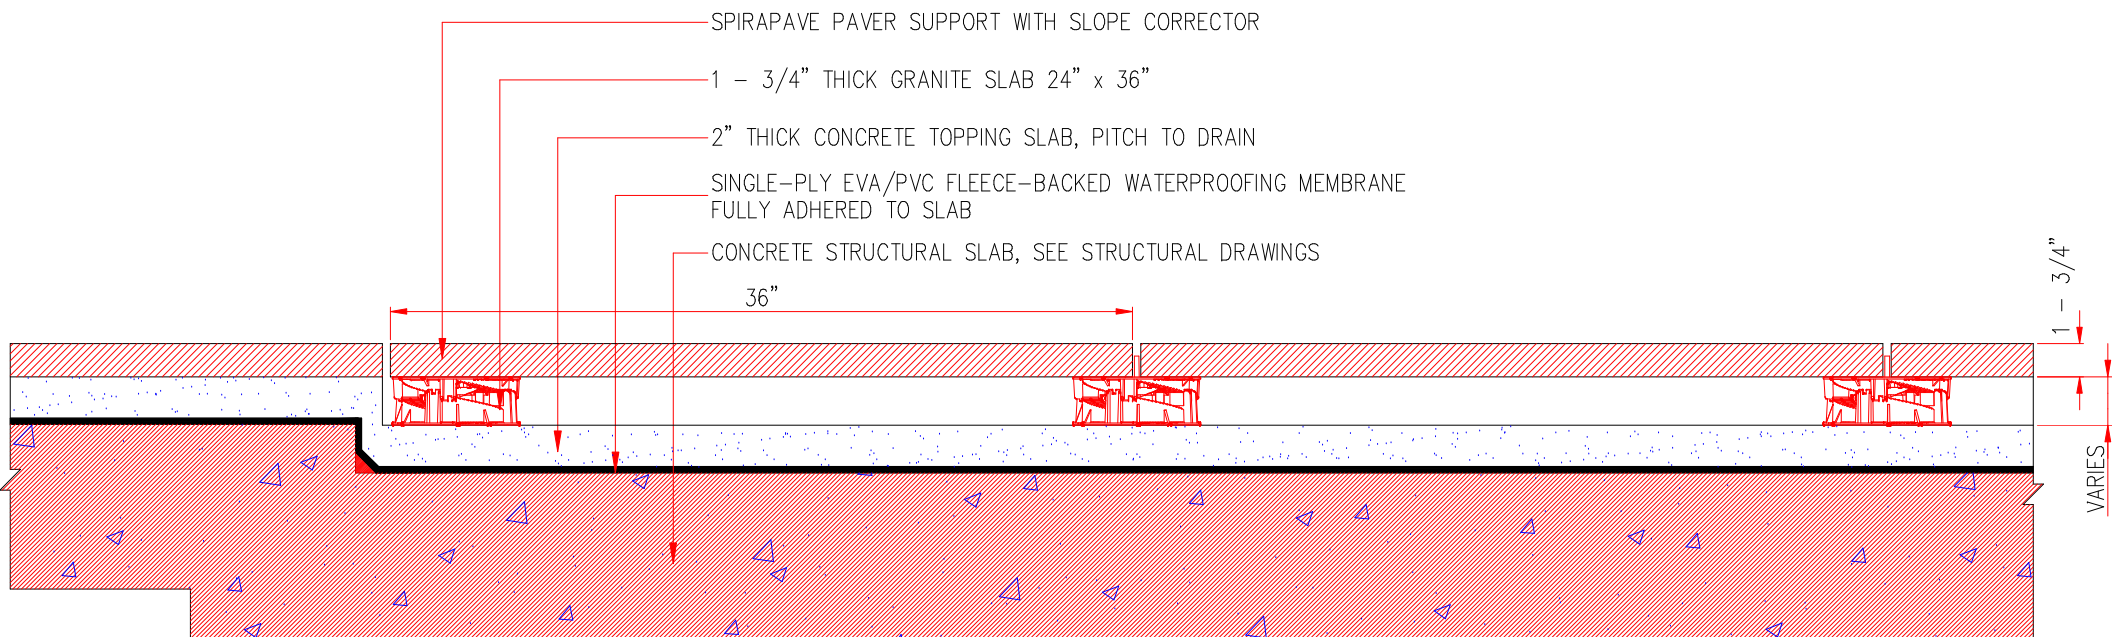 SPIRAPAVE PAVER SUPPORT WITH SLOPE CORRECTOR
1 - 3/4" THICK GRANITE SLAB 24" x 36"
2" THICK CONCRETE TOPPING SLAB, PITCH TO DRAIN
SINGLE-PLY EVA/PVC FLEECE-BACKED WATERPROOFING MEMBRANE
FULLY ADHERED TO SLAB
CONCRETE STRUCTURAL SLAB, SEE STRUCTURAL DRAWINGS
36"
1 - 3/4"
VARIES